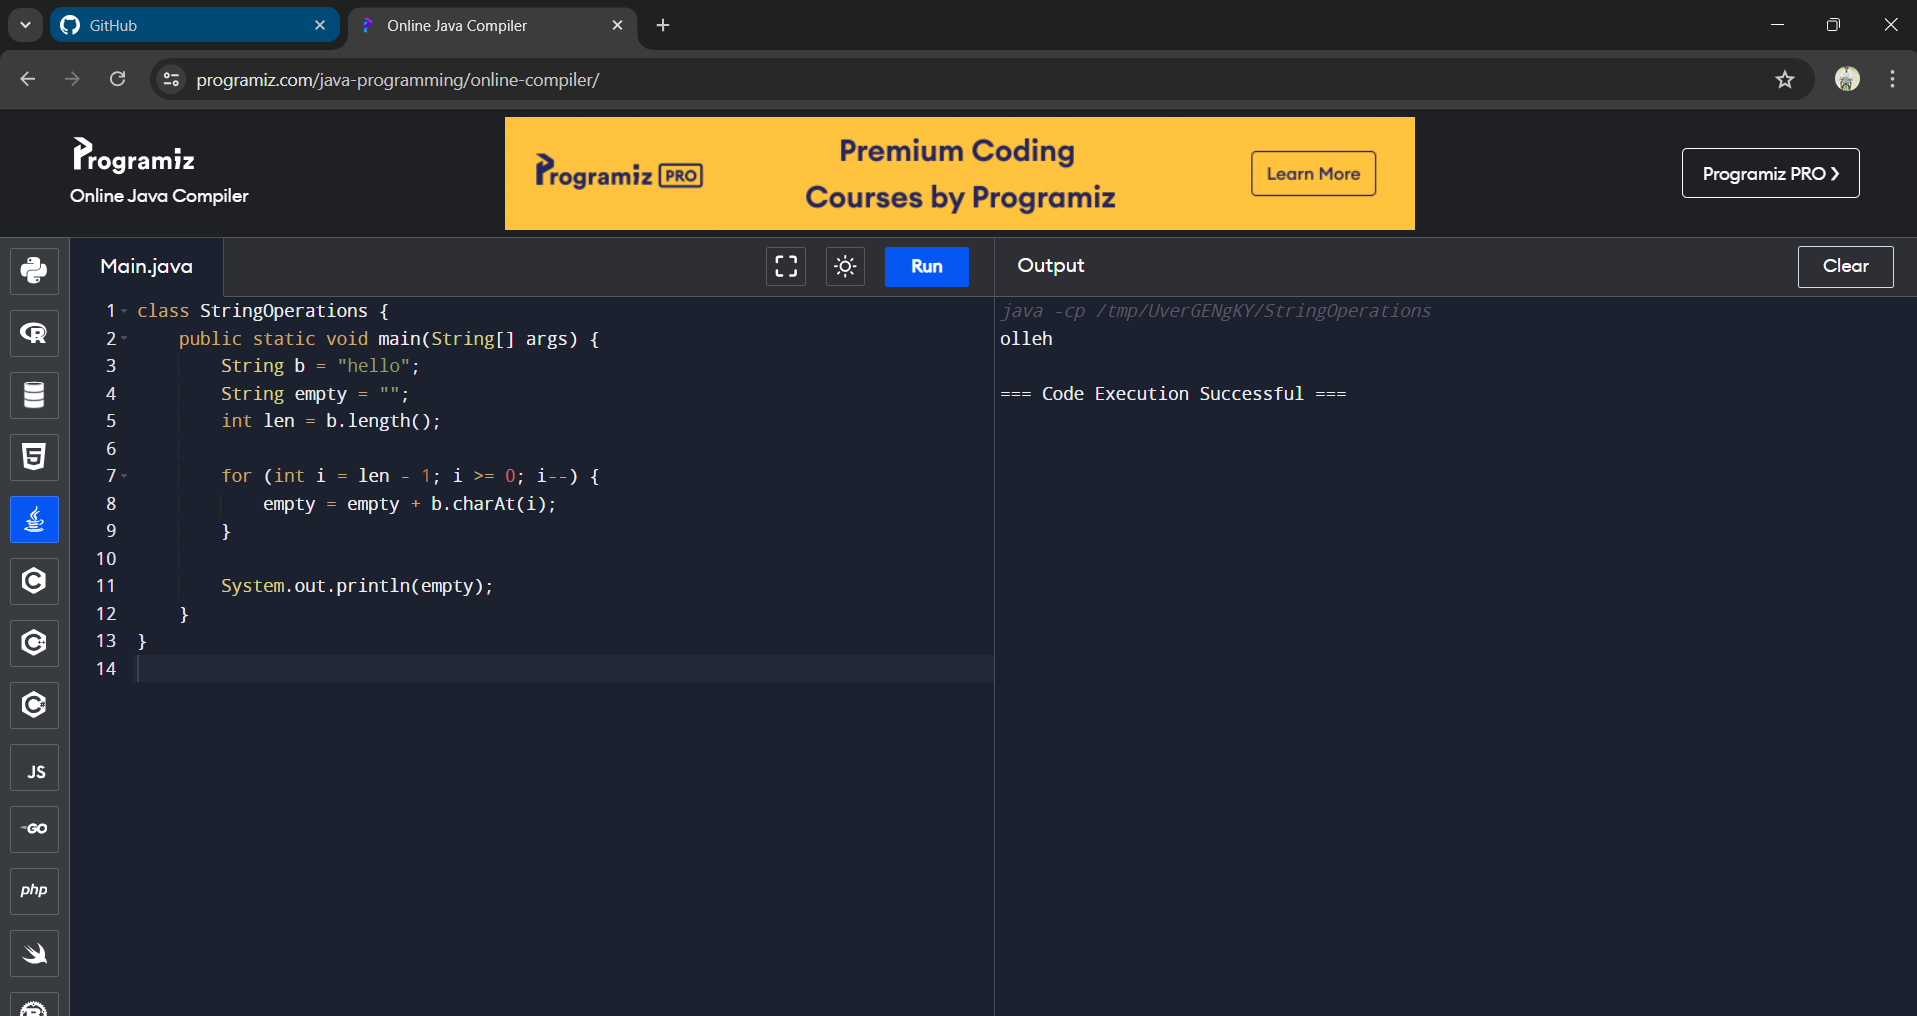 GitHub
Online Java Compiler
programiz.com/java-programming/online-compiler/
Programiz
Online Java Compiler
Programiz PRO
Premium Coding
Courses by Programiz
Learn More
Programiz PRO ❯
Main.java
Run
1 class StringOperations {
2     public static void main(String[] args) {
3         String b = "hello";
4         String empty = "";
5         int len = b.length();
6
7         for (int i = len - 1; i >= 0; i--) {
8             empty = empty + b.charAt(i);
9         }
10
11         System.out.println(empty);
12     }
13 }
14
Output
Clear
java -cp /tmp/UverGENgKY/StringOperations
olleh
=== Code Execution Successful ===
R
5
C
C
C
JS
GO
php
R